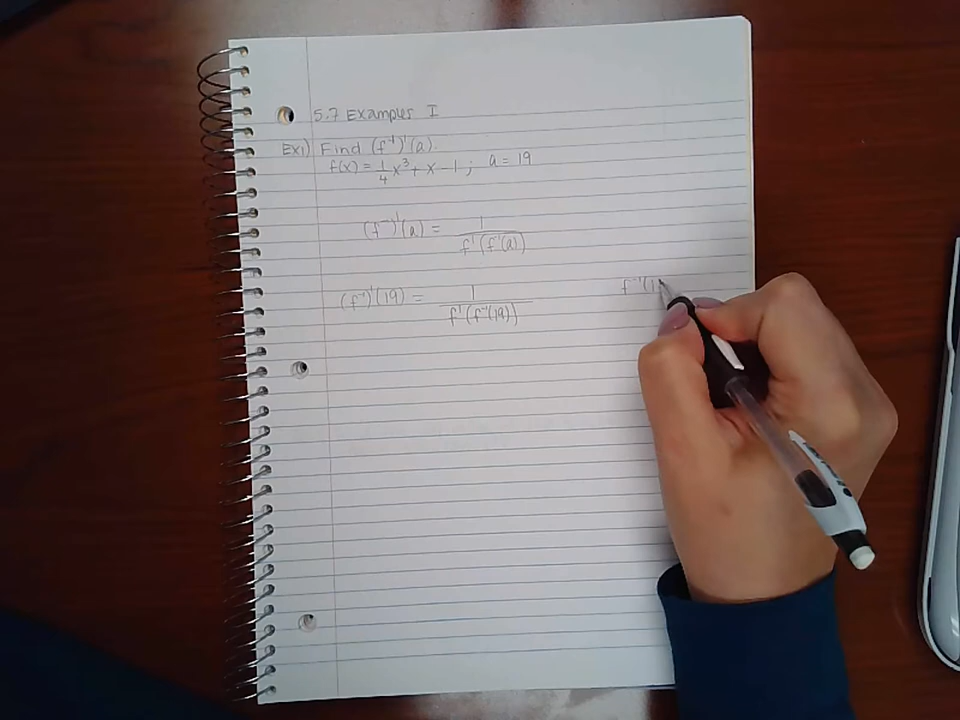 5.7 Examples I
Ex1) Find (f⁻¹)'(a).
f(x) = 1/4 x³ + x - 1 ; a = 19
(f⁻¹)'(a) = 1 / f'(f⁻¹(a))
(f⁻¹)'(19) = 1 / f'(f⁻¹(19))
f⁻¹(1